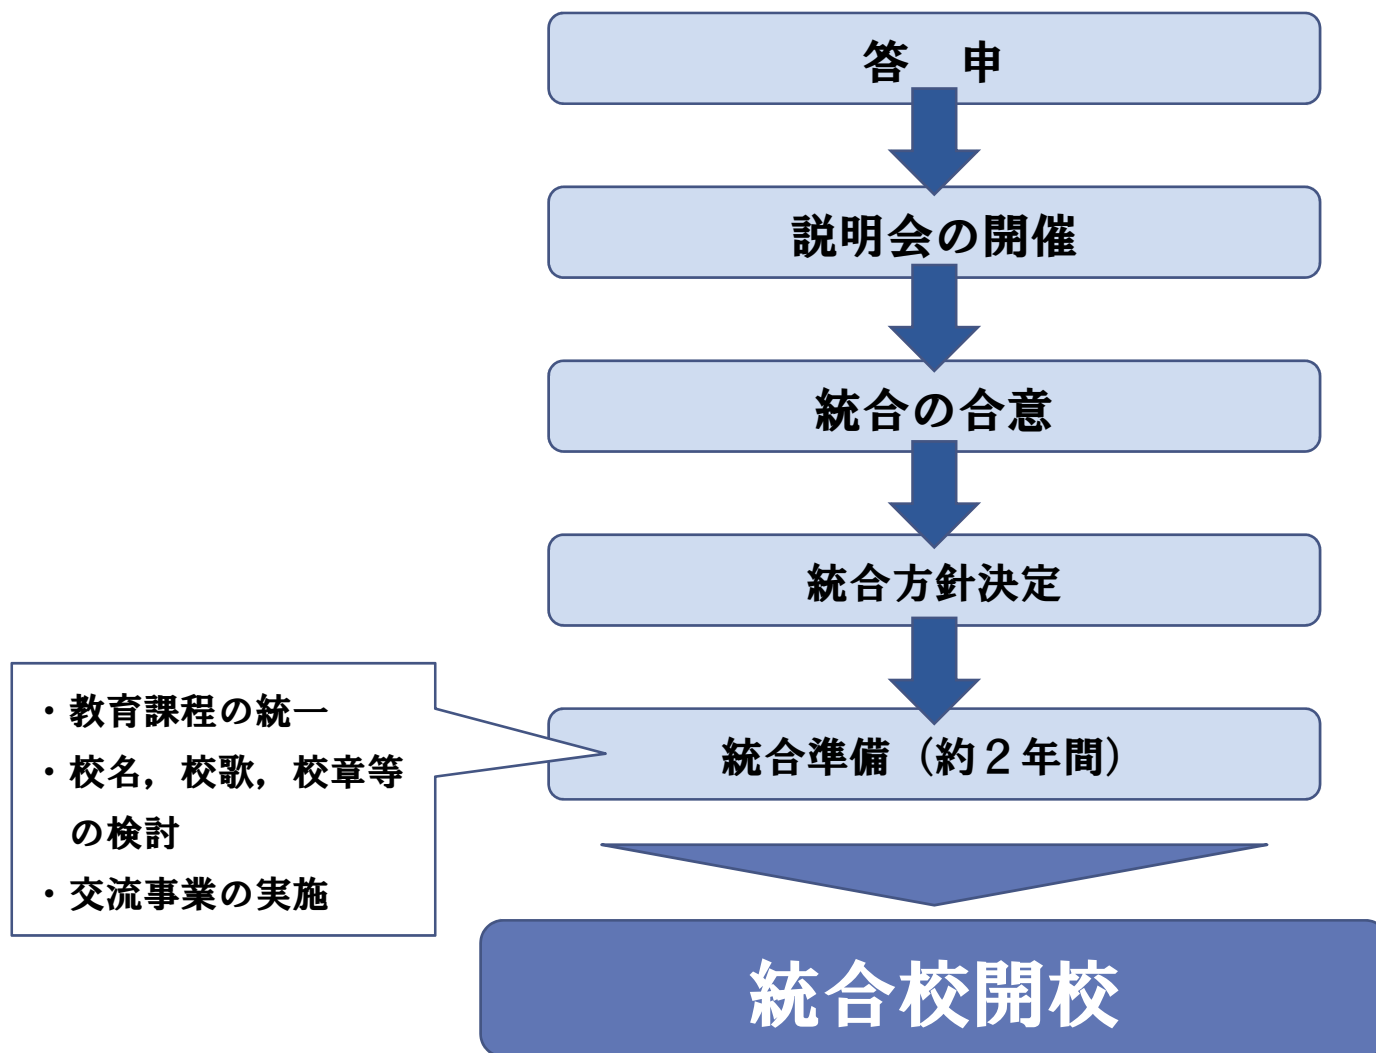 答　申
説明会の開催
統合の合意
統合方針決定
統合準備（約２年間）
・教育課程の統一
・校名，校歌，校章等
の検討
・交流事業の実施
統合校開校